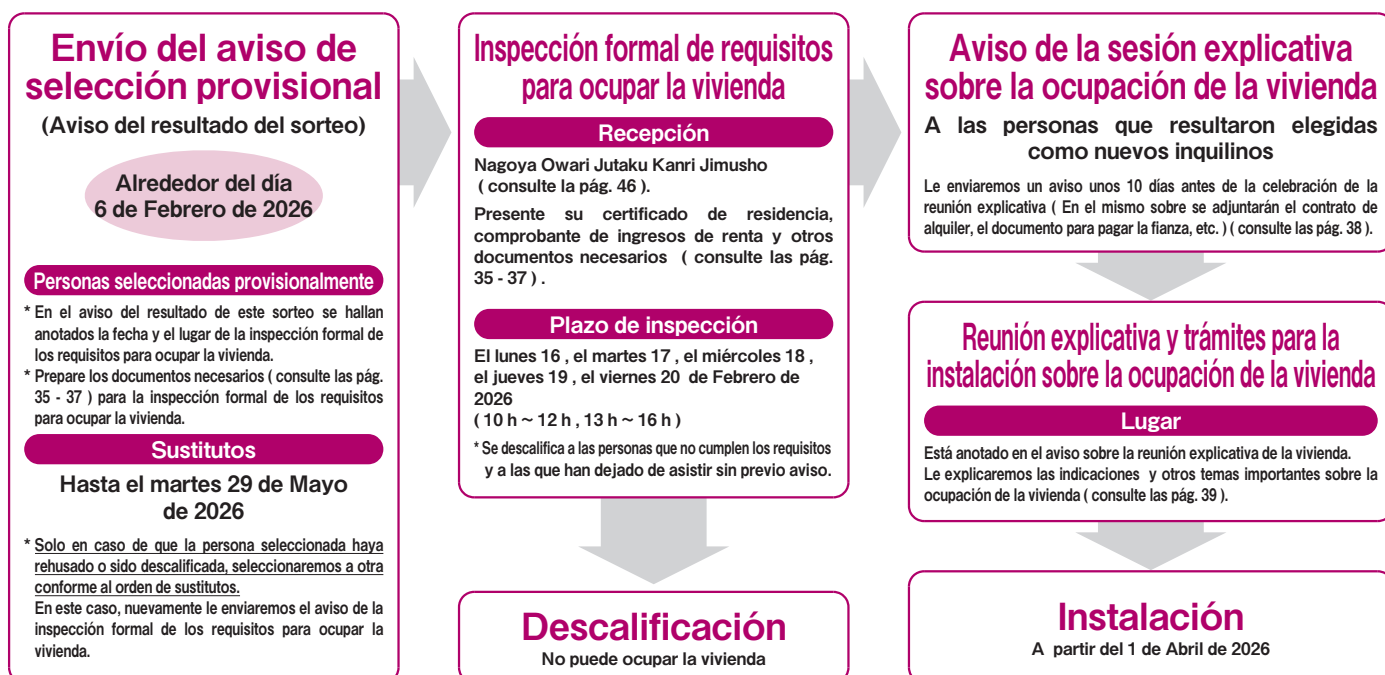 Envío del aviso de
selección provisional
(Aviso del resultado del sorteo)
Alrededor del día
6 de Febrero de 2026
Personas seleccionadas provisionalmente
* En el aviso del resultado de este sorteo se hallan
anotados la fecha y el lugar de la inspección formal de
los requisitos para ocupar la vivienda.
* Prepare los documentos necesarios ( consulte las pág.
35 - 37 ) para la inspección formal de los requisitos
para ocupar la vivienda.
Sustitutos
Hasta el martes 29 de Mayo
de 2026
* Solo en caso de que la persona seleccionada haya
rehusado o sido descalificada, seleccionaremos a otra
conforme al orden de sustitutos.
En este caso, nuevamente le enviaremos el aviso de la
inspección formal de los requisitos para ocupar la
vivienda.
Inspección formal de requisitos
para ocupar la vivienda
Recepción
Nagoya Owari Jutaku Kanri Jimusho
( consulte la pág. 46 ).
Presente su certificado de residencia,
comprobante de ingresos de renta y otros
documentos necesarios ( consulte las pág.
35 - 37 ) .
Plazo de inspección
El lunes 16 , el martes 17 , el miércoles 18 ,
el jueves 19 , el viernes 20 de Febrero de
2026
( 10 h ~ 12 h , 13 h ~ 16 h )
* Se descalifica a las personas que no cumplen los requisitos
y a las que han dejado de asistir sin previo aviso.
Descalificación
No puede ocupar la vivienda
Aviso de la sesión explicativa
sobre la ocupación de la vivienda
A las personas que resultaron elegidas
como nuevos inquilinos
Le enviaremos un aviso unos 10 días antes de la celebración de la
reunión explicativa ( En el mismo sobre se adjuntarán el contrato de
alquiler, el documento para pagar la fianza, etc. ) ( consulte las pág. 38 ).
Reunión explicativa y trámites para la
instalación sobre la ocupación de la vivienda
Lugar
Está anotado en el aviso sobre la reunión explicativa de la vivienda.
Le explicaremos las indicaciones y otros temas importantes sobre la
ocupación de la vivienda ( consulte las pág. 39 ).
Instalación
A partir del 1 de Abril de 2026